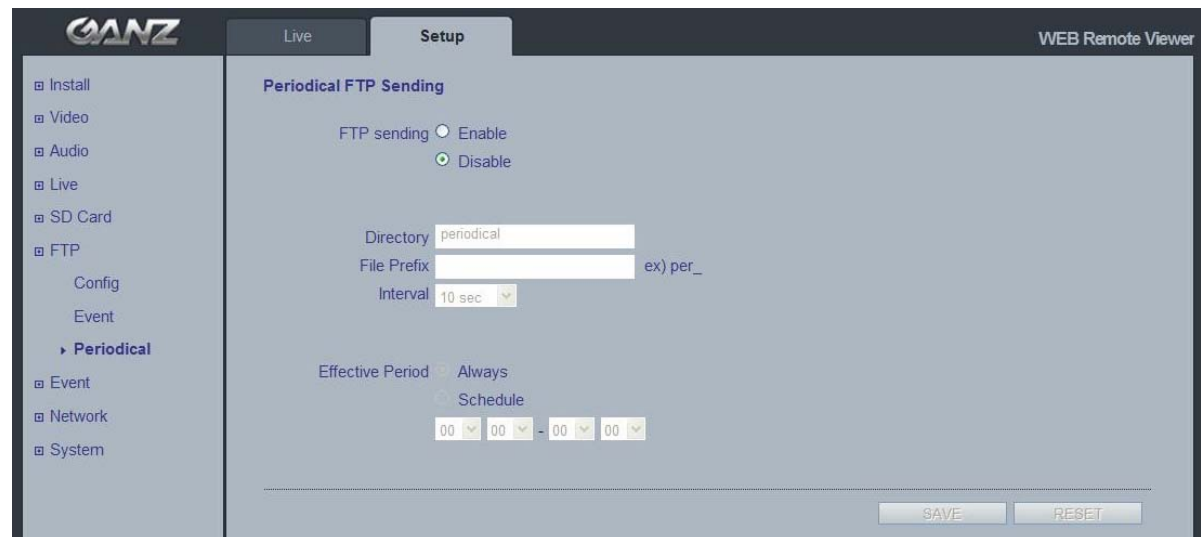 GANZ
Live
Setup
WEB Remote Viewer
Install
Video
Audio
Live
SD Card
FTP
Config
Event
Periodical
Event
Network
System
Periodical FTP Sending
FTP sending Enable
Disable
Directory periodical
File Prefix ex) per_
Interval 10 sec
Effective Period Always
Schedule
00 00 - 00 00
SAVE RESET